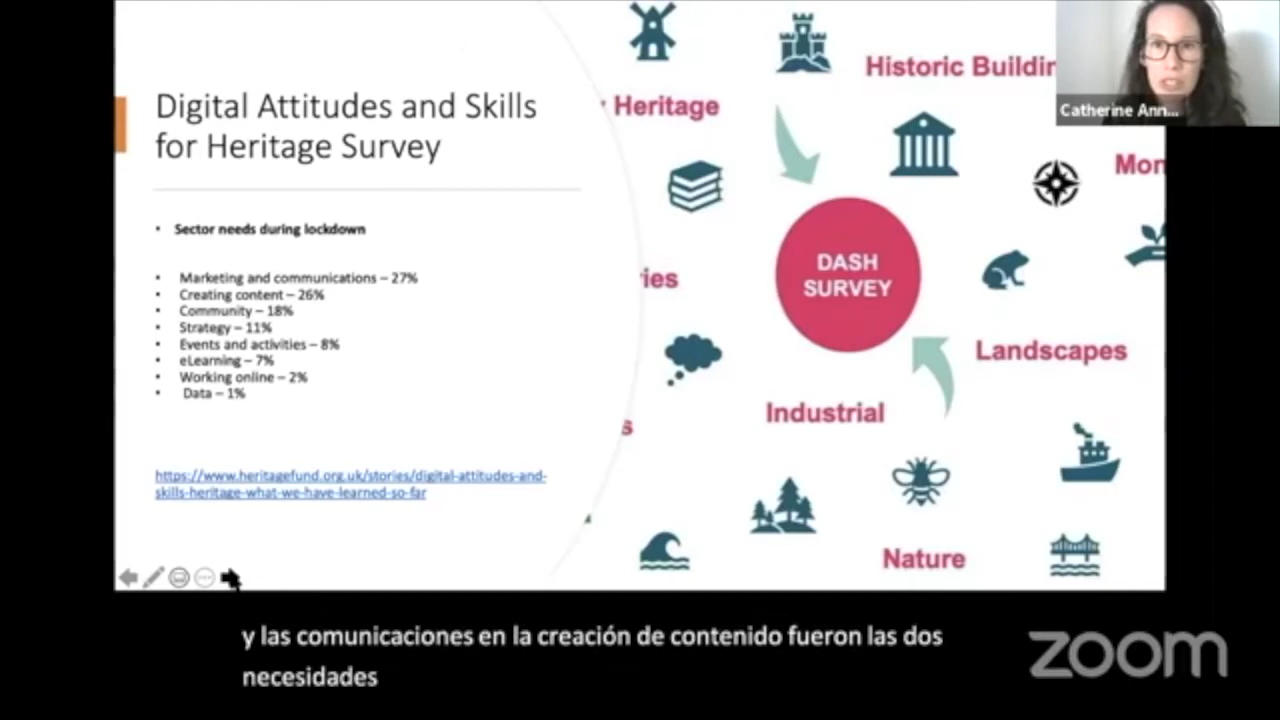 Digital Attitudes and Skills
for Heritage Survey
• Sector needs during lockdown
• Marketing and communications – 27%
• Creating content – 26%
• Community – 18%
• Strategy – 11%
• Events and activities – 8%
• eLearning – 7%
• Working online – 2%
• Data – 1%
https://www.heritagefund.org.uk/stories/digital-attitudes-and-
skills-heritage-what-we-have-learned-so-far
Historic Buildin
Heritage
Mon
DASH
SURVEY
ies
Landscapes
Industrial
s
Nature
Catherine Ann...
y las comunicaciones en la creación de contenido fueron las dos
necesidades
zoom